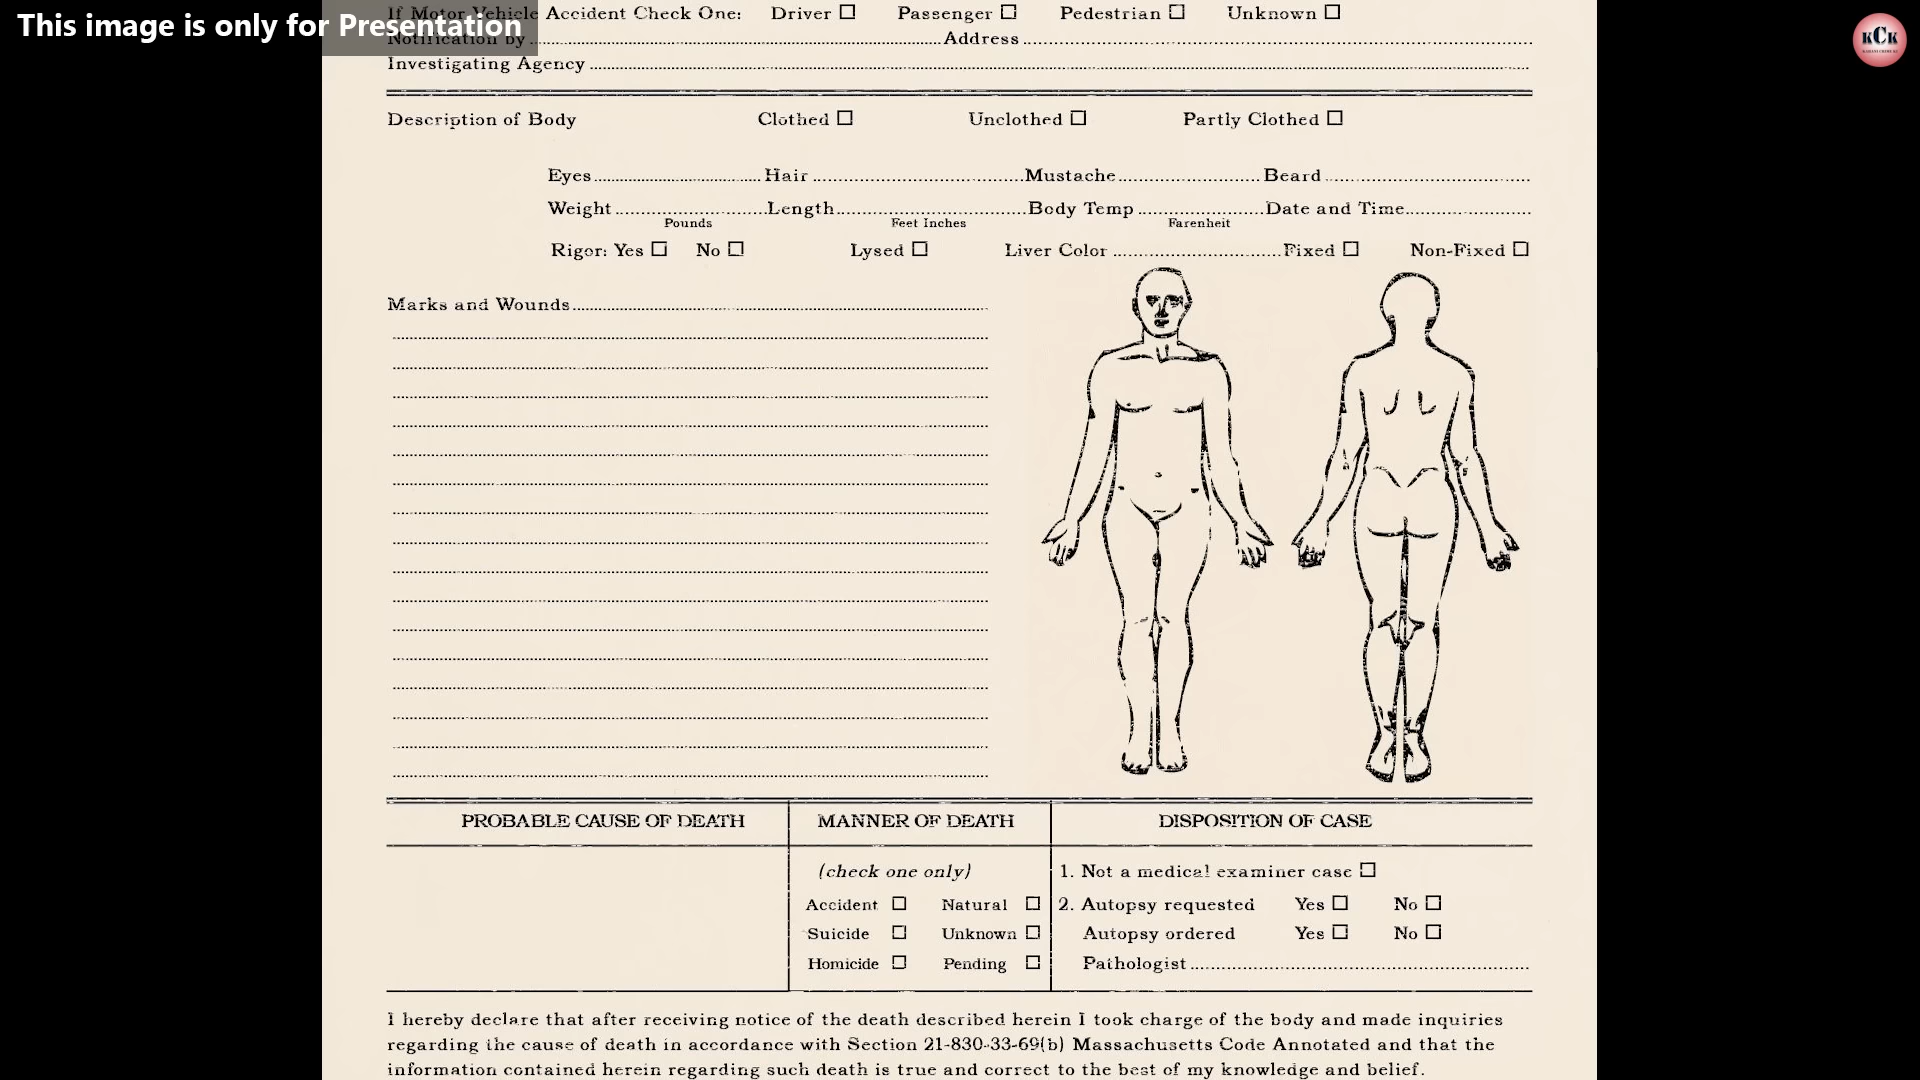 This image is only for Presentation
KCK
If Motor Vehicle Accident Check One: Driver Passenger Pedestrian Unknown
Notification by Address
Investigating Agency
Description of Body Clothed Unclothed Partly Clothed
Eyes Hair Mustache Beard
Weight Length Body Temp Date and Time
Pounds Feet Inches Farenheit
Rigor: Yes No Lysed Liver Color Fixed Non-Fixed
Marks and Wounds
PROBABLE CAUSE OF DEATH MANNER OF DEATH DISPOSITION OF CASE
(check one only) 1. Not a medical examiner case
Accident Natural 2. Autopsy requested Yes No
Suicide Unknown Autopsy ordered Yes No
Homicide Pending Pathologist
I hereby declare that after receiving notice of the death described herein I took charge of the body and made inquiries
regarding the cause of death in accordance with Section 21-830-33-69(b) Massachusetts Code Annotated and that the
information contained herein regarding such death is true and correct to the best of my knowledge and belief.